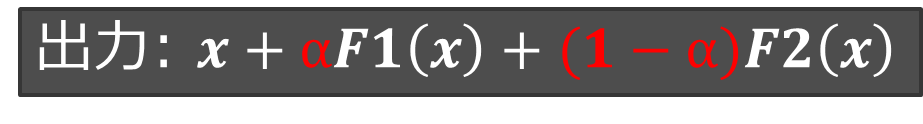 出力: x + αF1(x) + (1 − α)F2(x)